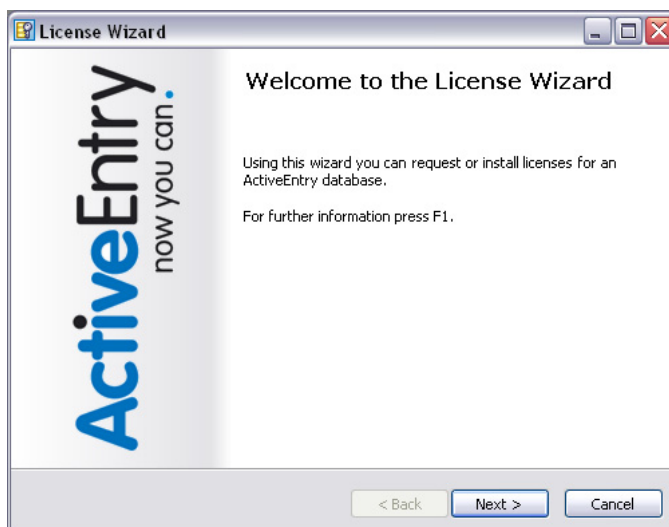 License Wizard
ActiveEntry
now you can.
Welcome to the License Wizard
Using this wizard you can request or install licenses for an
ActiveEntry database.
For further information press F1.
< Back
Next >
Cancel